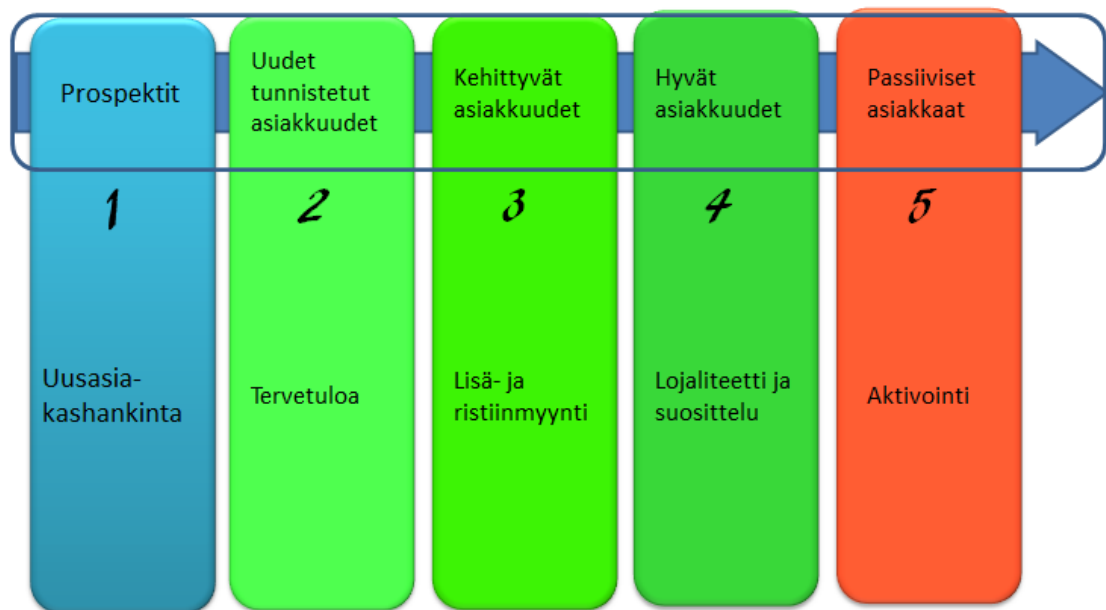 Prospektit
Uudet
tunnistetut
asiakkuudet
Kehittyvät
asiakkuudet
Hyvät
asiakkuudet
Passiiviset
asiakkaat
1
2
3
4
5
Uusasia-
kashankinta
Tervetuloa
Lisä- ja
ristiinmyynti
Lojaliteetti ja
suosittelu
Aktivointi